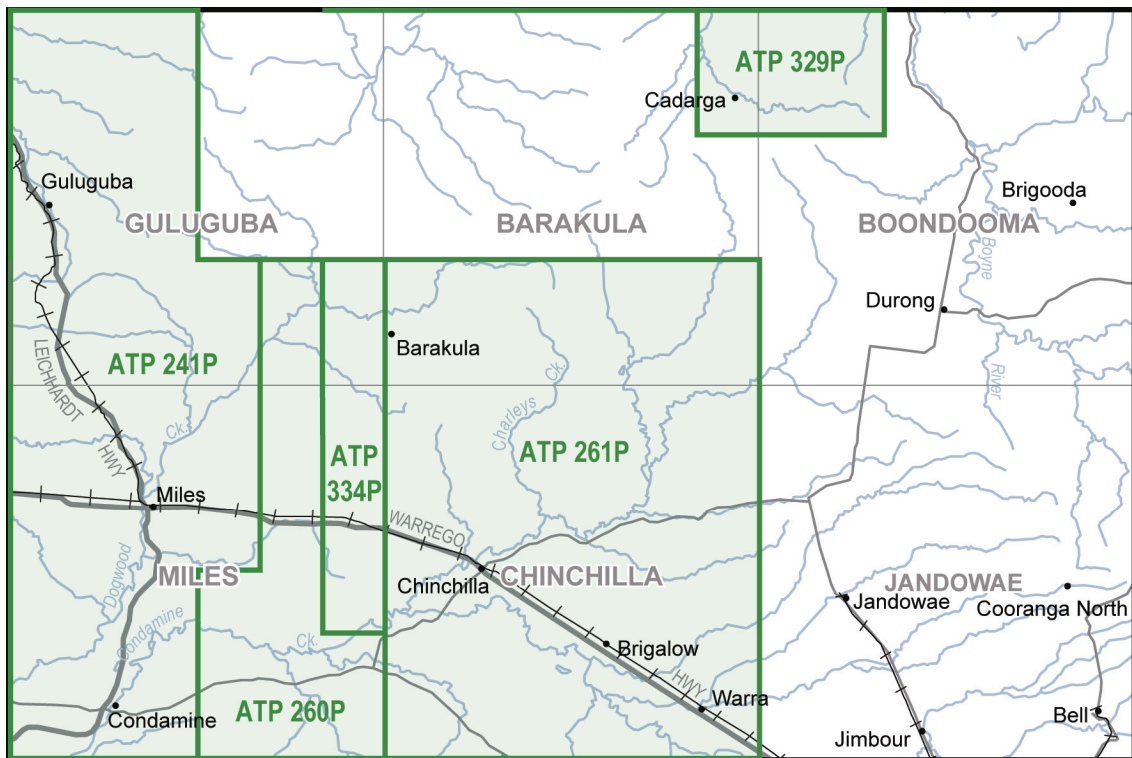 ATP 329P
Cadarga
Guluguba
Brigooda
GULUGUBA
BARAKULA
BOONDOOMA
Boyne
Durong
Barakula
ATP 241P
LEICHHARDT
HWY
Ck.
Charleys
Ck.
River
ATP
334P
ATP 261P
Miles
WARREGO
Dogwood
MILES
Chinchilla
CHINCHILLA
JANDOWAE
Jandowae
Cooranga North
Condamine
Ck.
Brigalow
HWY
Warra
Condamine
ATP 260P
Bell
Jimbour